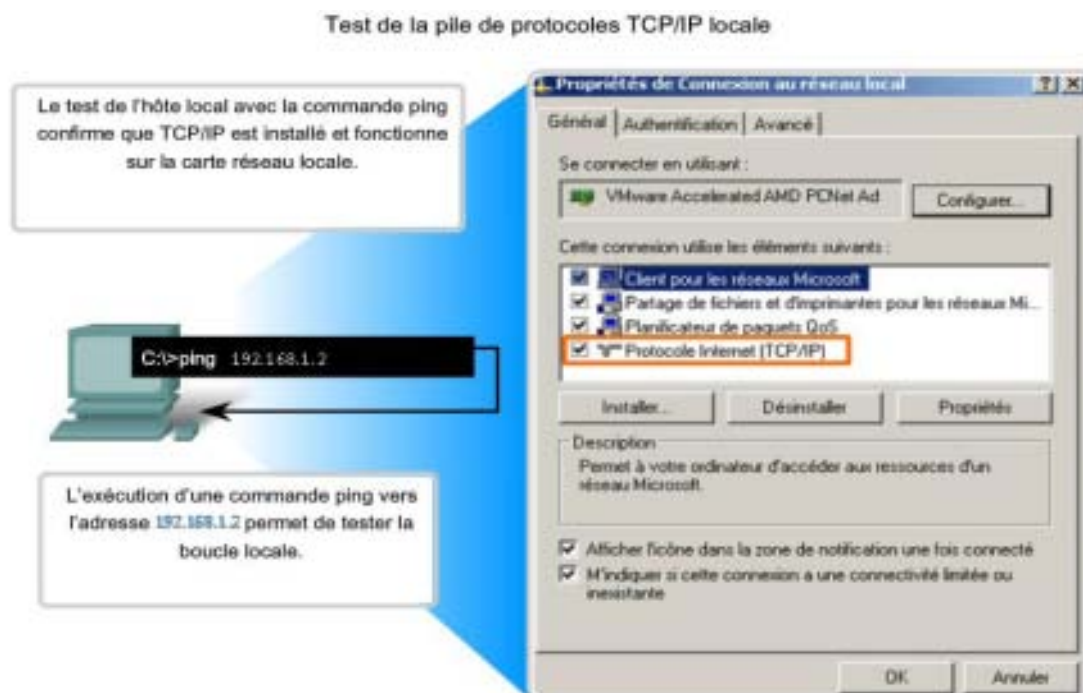 Test de la pile de protocoles TCP/IP locale
Le test de l'hôte local avec la commande ping
confirme que TCP/IP est installé et fonctionne
sur la carte réseau locale.
C:\>ping 192.168.1.2
L'exécution d'une commande ping vers
l'adresse 192.168.1.2 permet de tester la
boucle locale.
Propriétés de Connexion au réseau local
Général Authentification Avancé
Se connecter en utilisant :
VMware Accelerated AMD PCNet Ad
Configurer...
Cette connexion utilise les éléments suivants :
Client pour les réseaux Microsoft
Partage de fichiers et d'imprimantes pour les réseaux Mi...
Planificateur de paquets QoS
Protocole Internet (TCP/IP)
Installer... Désinstaller Propriétés
Description
Permet à votre ordinateur d'accéder aux ressources d'un
réseau Microsoft.
Afficher l'icône dans la zone de notification une fois connecté
M'indiquer si cette connexion a une connectivité limitée ou
inexistante
OK Annuler